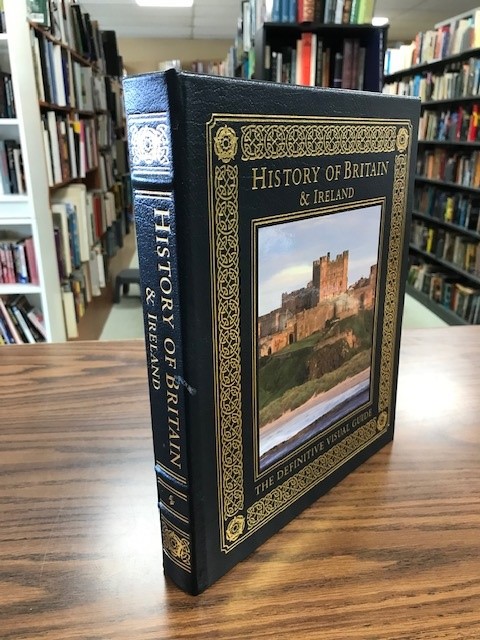 HISTORY OF BRITAIN
& IRELAND
HISTORY OF BRITAIN
& IRELAND
THE DEFINITIVE VISUAL GUIDE